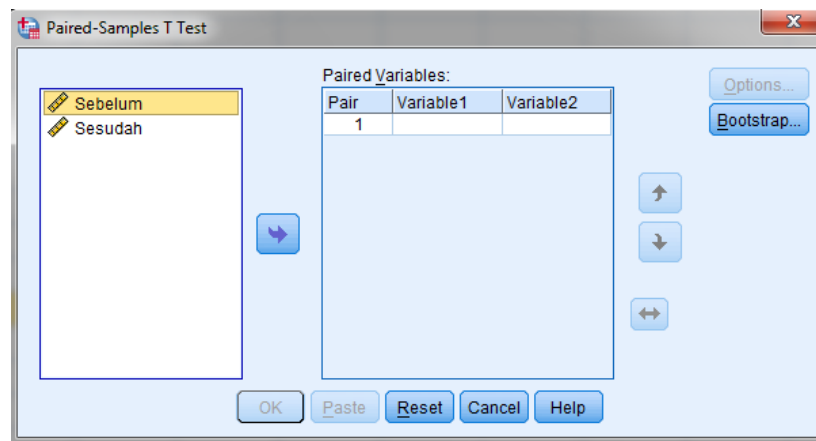 Paired-Samples T Test
Paired Variables:
Sebelum
Sesudah
Pair Variable1 Variable2
1
Options...
Bootstrap...
OK Paste Reset Cancel Help